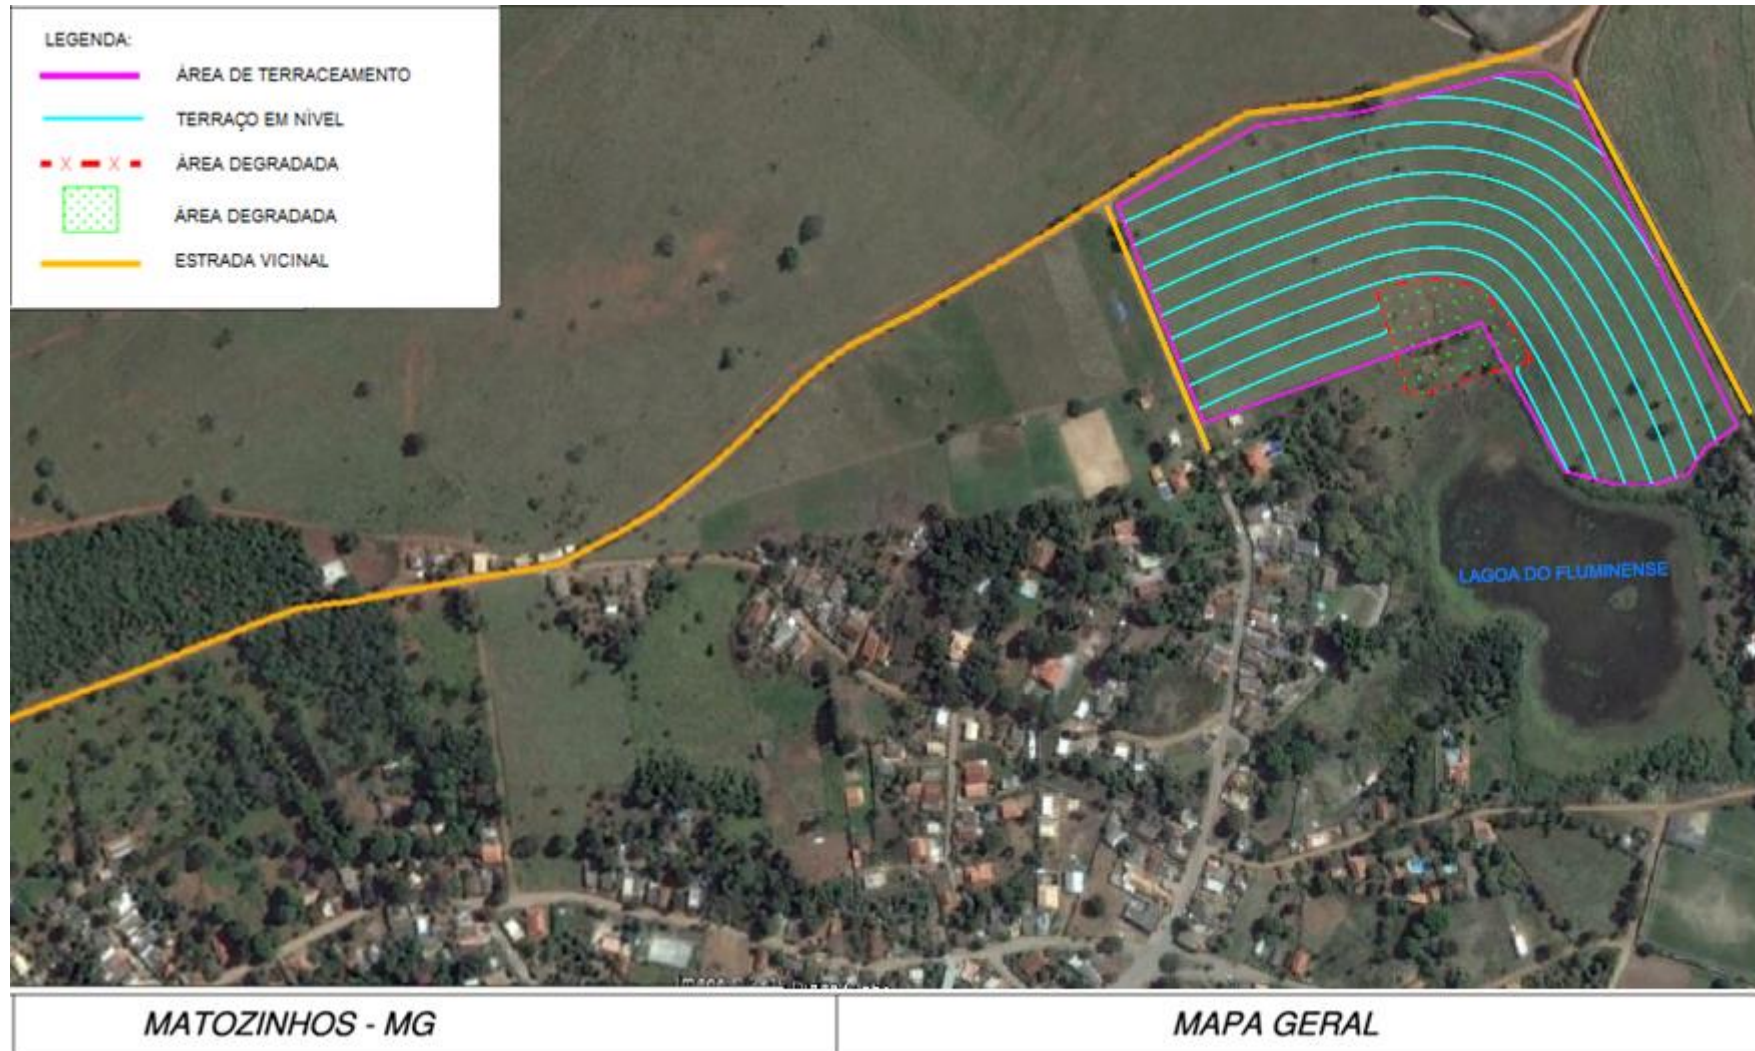 LEGENDA:
ÁREA DE TERRACEAMENTO
TERRAÇO EM NÍVEL
ÁREA DEGRADADA
ÁREA DEGRADADA
ESTRADA VICINAL
LAGOA DO FLUMINENSE
MATOZINHOS - MG
MAPA GERAL